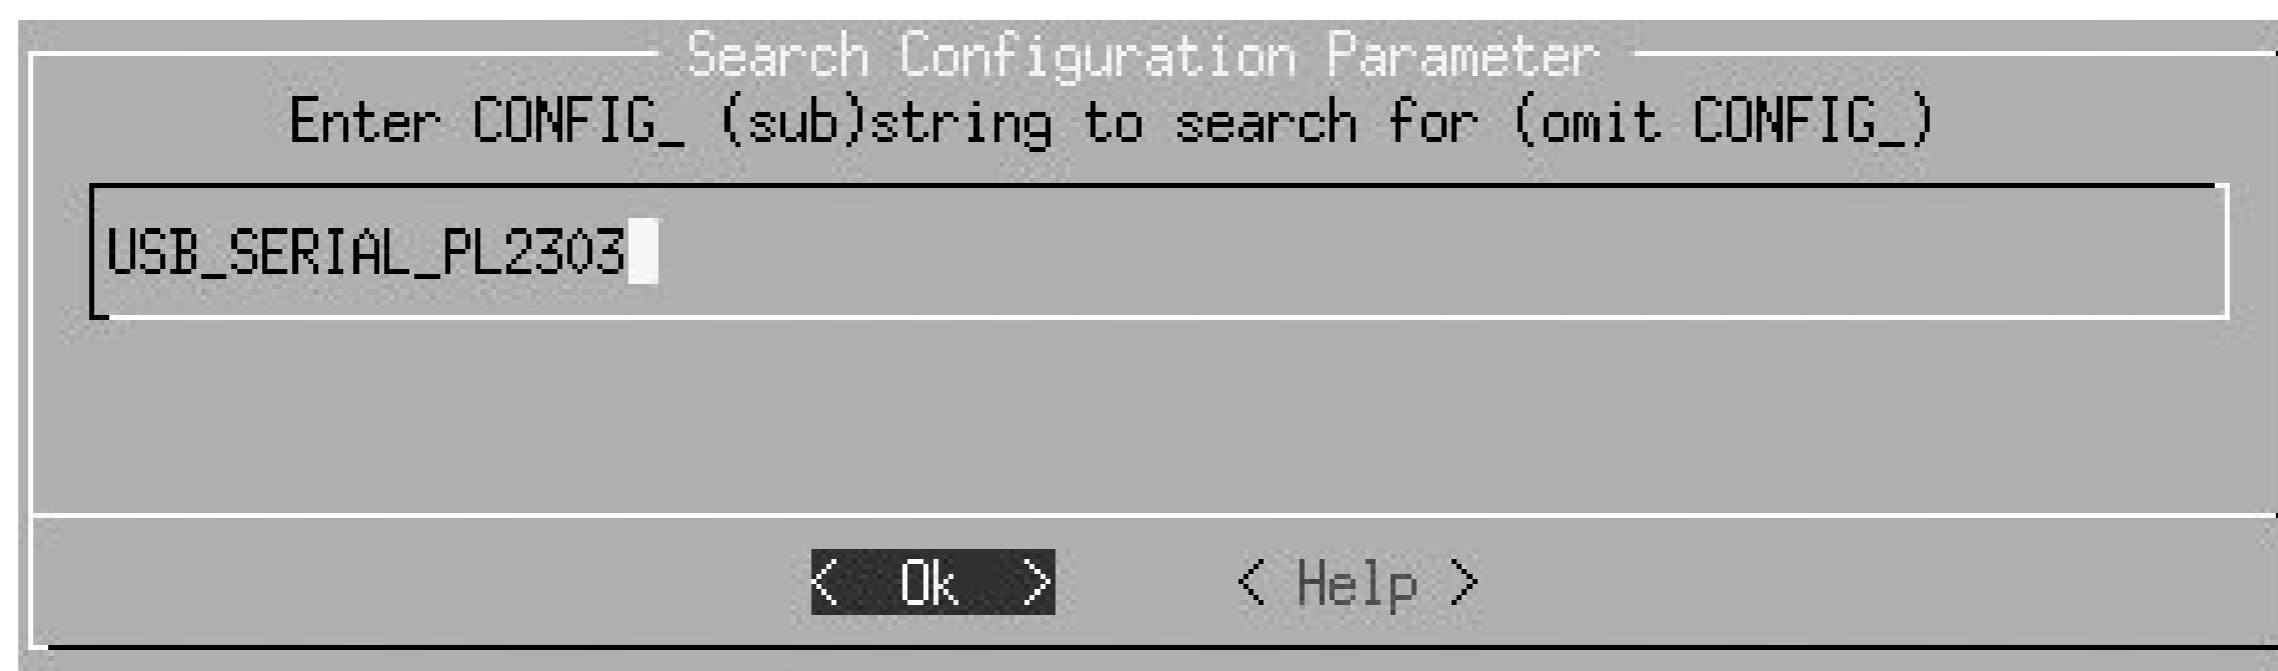 Search Configuration Parameter
Enter CONFIG_ (sub)string to search for (omit CONFIG_)
USB_SERIAL_PL2303
< Ok > < Help >